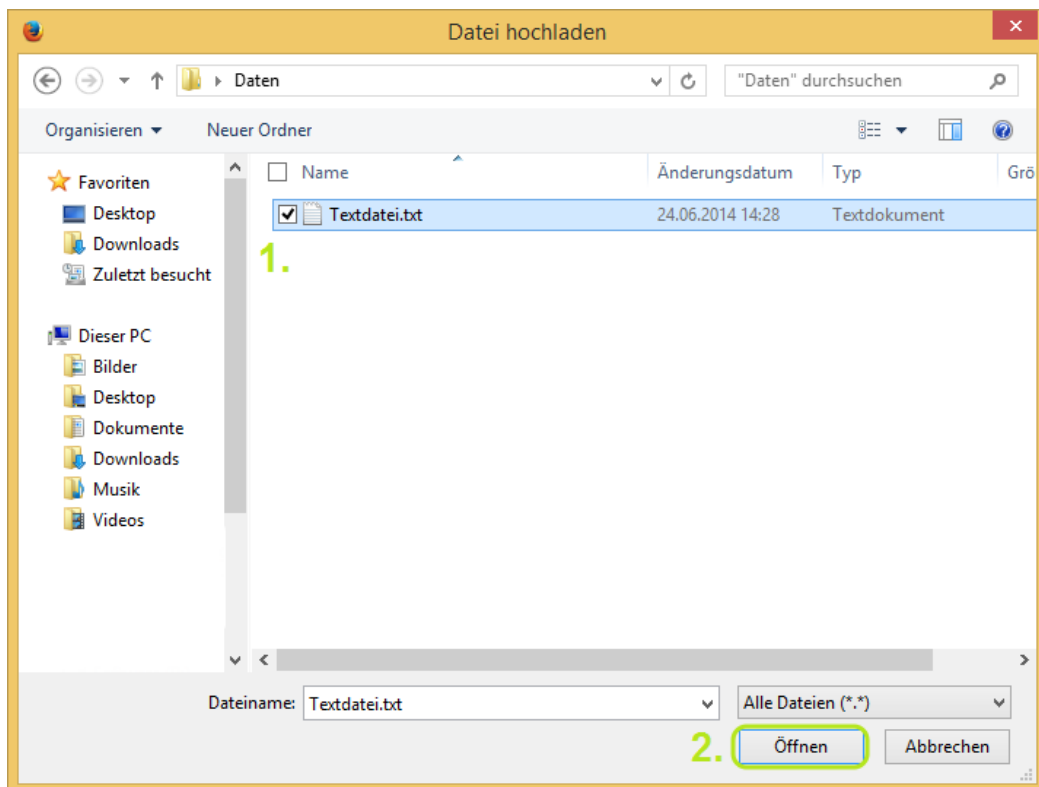 Datei hochladen
Daten
"Daten" durchsuchen
Organisieren
Neuer Ordner
Name
Änderungsdatum
Typ
Grö
Favoriten
Desktop
Downloads
Zuletzt besucht
Textdatei.txt
24.06.2014 14:28
Textdokument
1.
Dieser PC
Bilder
Desktop
Dokumente
Downloads
Musik
Videos
Dateiname:
Textdatei.txt
Alle Dateien (*.*)
2.
Öffnen
Abbrechen